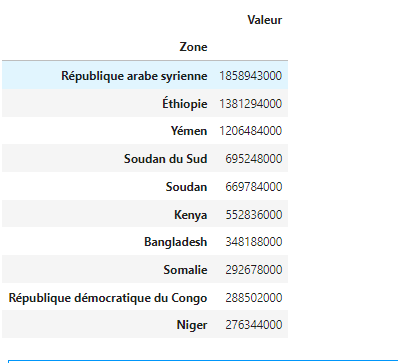 Valeur
Zone
République arabe syrienne 1858943000
Éthiopie 1381294000
Yémen 1206484000
Soudan du Sud 695248000
Soudan 669784000
Kenya 552836000
Bangladesh 348188000
Somalie 292678000
République démocratique du Congo 288502000
Niger 276344000